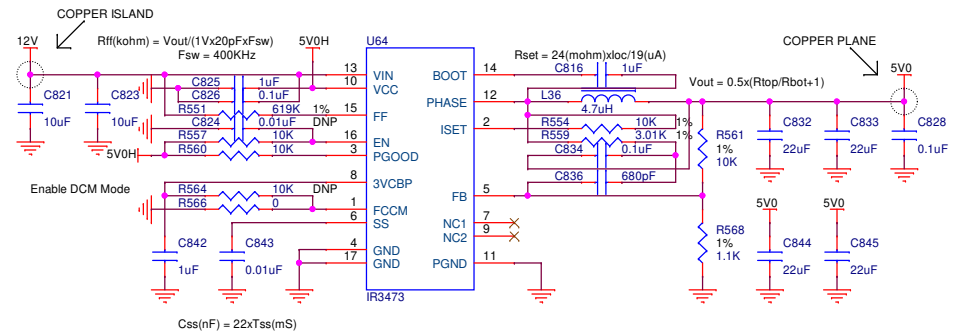 COPPER ISLAND
12V
Rff(kohm) = Vout/(1Vx20pFxFsw)
Fsw = 400KHz
5V0H
U64
Rset = 24(mohm)xloc/19(uA)
COPPER PLANE
5V0
Vout = 0.5x(Rtop/Rbot+1)
C821
10uF
C823
10uF
C825 1uF
C826 0.1uF
R551 619K 1%
C824 0.01uF DNP
R557 10K
R560 10K
5V0H
13 VIN
10 VCC
15 FF
16 EN
3 PGOOD
8 3VCBP
1 FCCM
6 SS
4 GND
17 GND
BOOT 14
PHASE 12
ISET 2
FB 5
NC1 7
NC2 9
PGND 11
IR3473
C816 1uF
L36
4.7uH
R554 10K 1%
R559 3.01K 1%
C834 0.1uF
C836 680pF
R561
1%
10K
C832
22uF
C833
22uF
C828
0.1uF
Enable DCM Mode
R564 10K DNP
R566 0
C842
1uF
C843
0.01uF
R568
1%
1.1K
5V0
C844
22uF
5V0
C845
22uF
Css(nF) = 22xTss(mS)